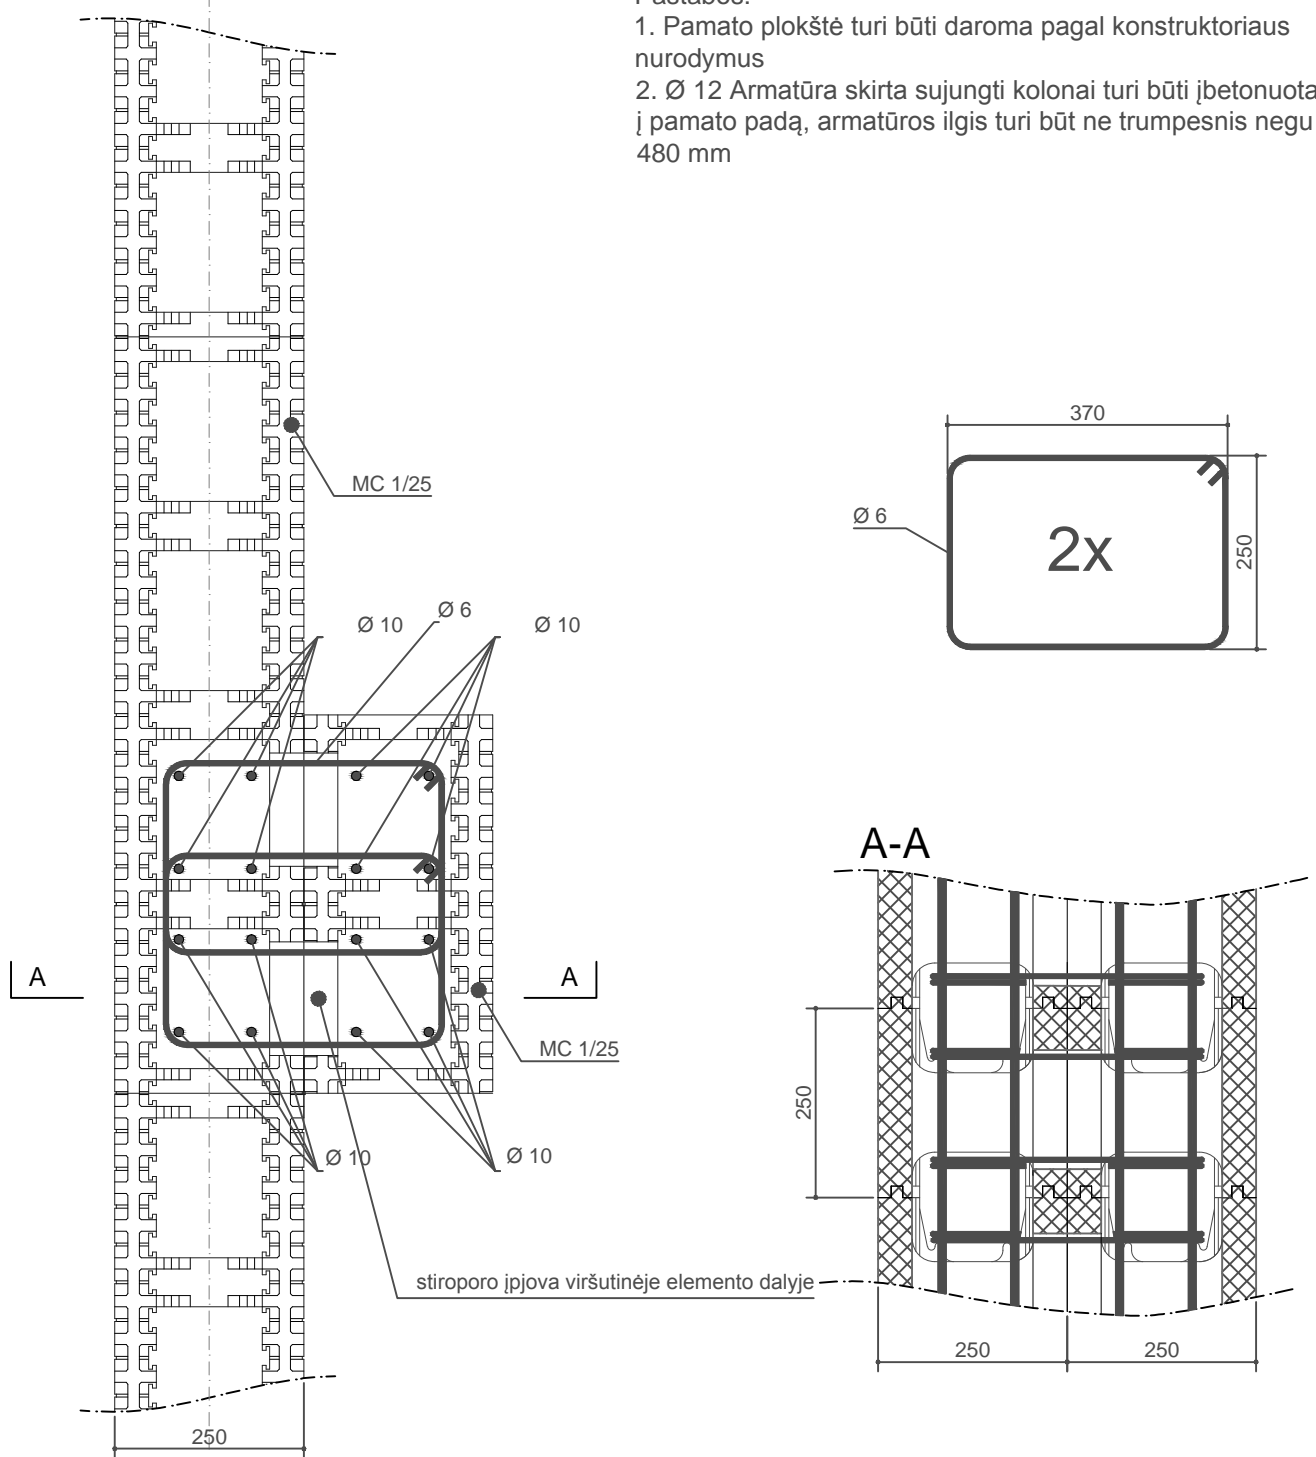 Pastabos:
1. Pamato plokštė turi būti daroma pagal konstruktoriaus
nurodymus
2. Ø 12 Armatūra skirta sujungti kolonai turi būti įbetonuota
į pamato padą, armatūros ilgis turi būt ne trumpesnis negu
480 mm
370
MC 1/25
Ø 6
2x
250
Ø 10
Ø 6
Ø 10
A-A
A
A
MC 1/25
250
Ø 10
Ø 10
stiroporo įpjova viršutinėje elemento dalyje
250
250
250